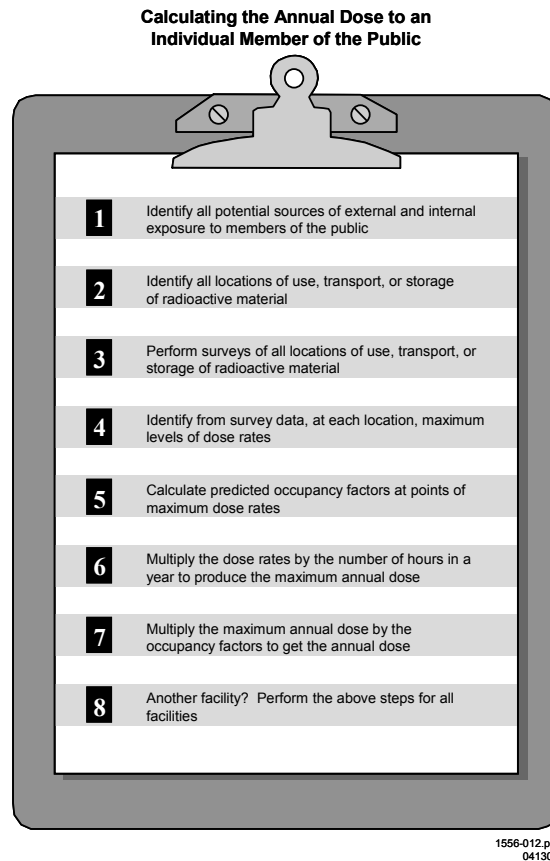 Calculating the Annual Dose to an
Individual Member of the Public
1 Identify all potential sources of external and internal
exposure to members of the public
2 Identify all locations of use, transport, or storage
of radioactive material
3 Perform surveys of all locations of use, transport, or
storage of radioactive material
4 Identify from survey data, at each location, maximum
levels of dose rates
5 Calculate predicted occupancy factors at points of
maximum dose rates
6 Multiply the dose rates by the number of hours in a
year to produce the maximum annual dose
7 Multiply the maximum annual dose by the
occupancy factors to get the annual dose
8 Another facility? Perform the above steps for all
facilities
1556-012.p
04130